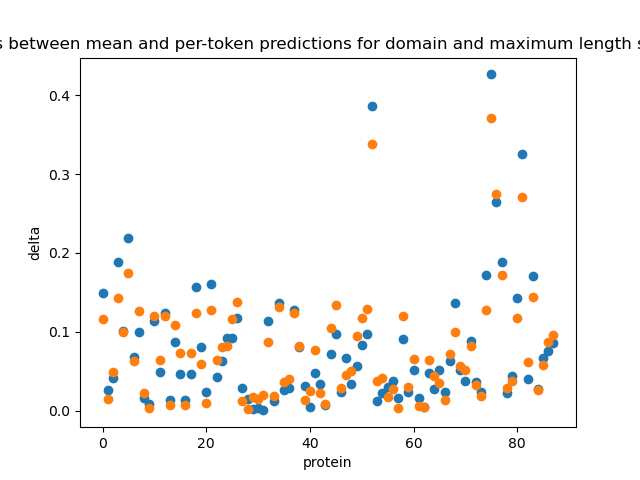 s between mean and per-token predictions for domain and maximum length s
0.4
0.3
0.2
0.1
0.0
delta
0 20 40 60 80
protein